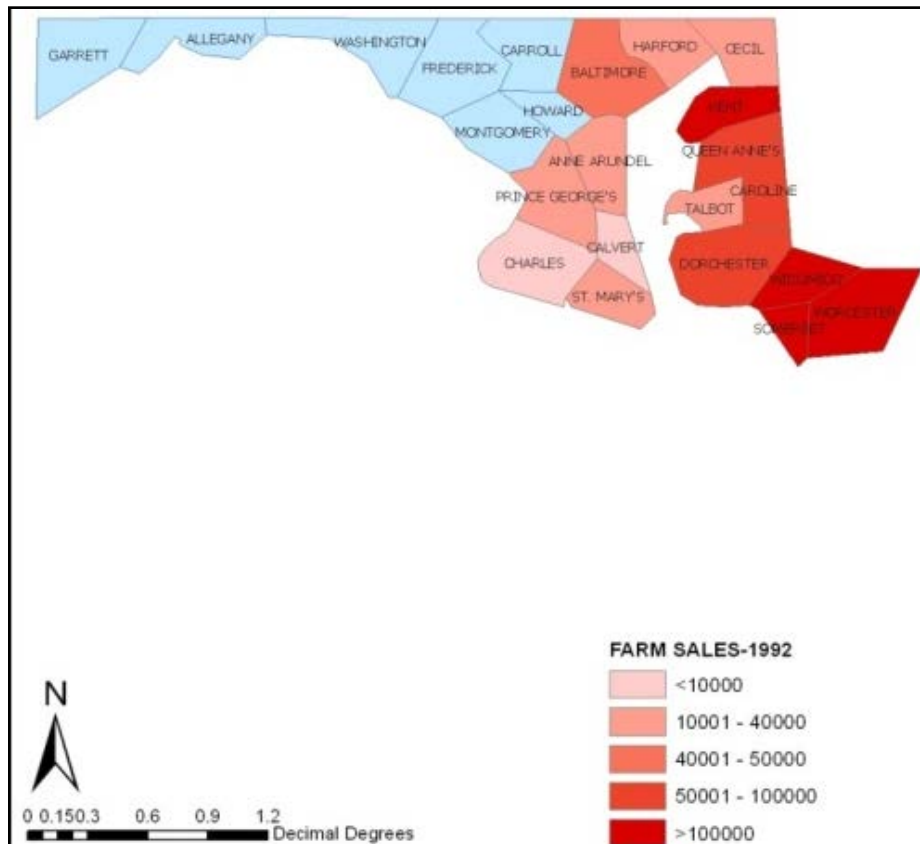 GARRETT
ALLEGANY
WASHINGTON
FREDERICK
CARROLL
BALTIMORE
HARFORD
CECIL
HOWARD
MONTGOMERY
KENT
ANNE ARUNDEL
QUEEN ANNE'S
PRINCE GEORGE'S
CAROLINE
TALBOT
CHARLES
CALVERT
DORCHESTER
ST. MARY'S
WICOMICO
WORCESTER
SOMERSET
FARM SALES-1992
<10000
10001 - 40000
40001 - 50000
50001 - 100000
>100000
N
0 0.150.3 0.6 0.9 1.2
Decimal Degrees